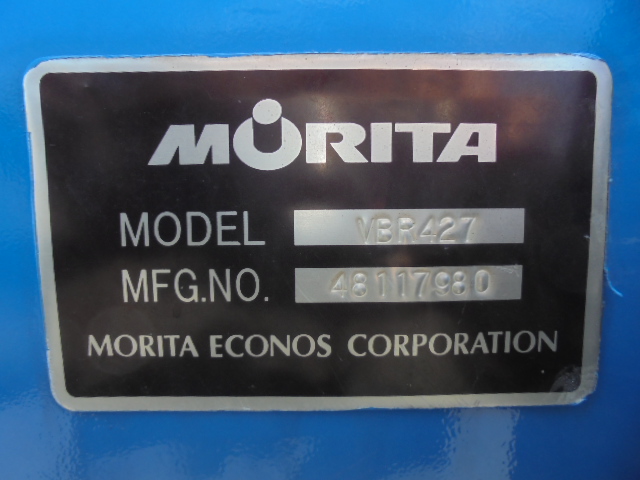 MORITA
MODEL VBR427
MFG.NO. 48117980
MORITA ECONOS CORPORATION